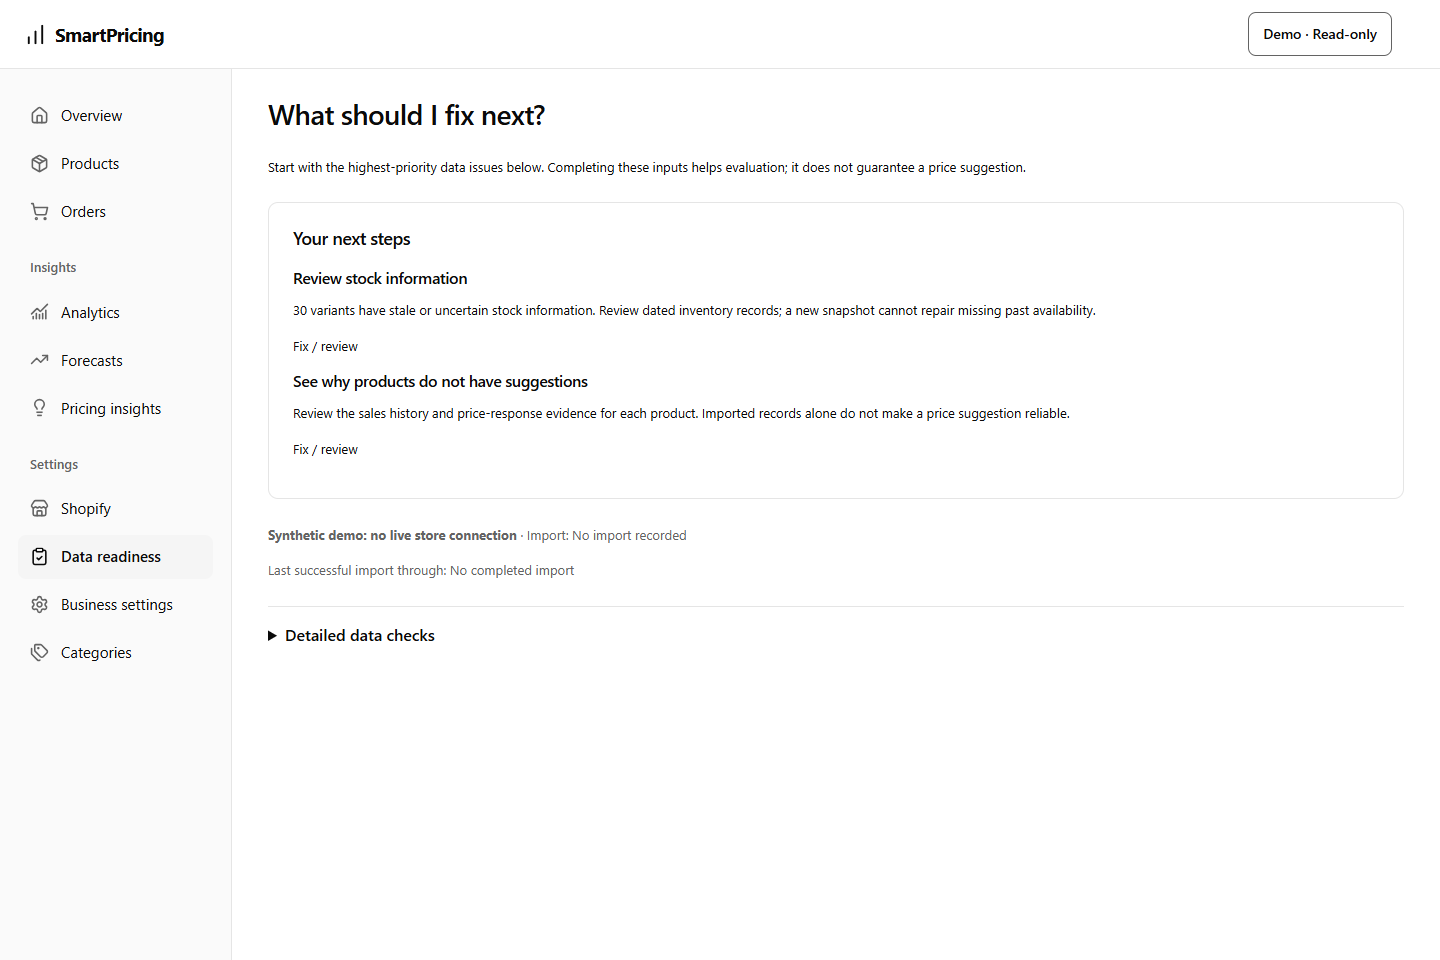 SmartPricing
Demo · Read-only
Overview
Products
Orders
Insights
Analytics
Forecasts
Pricing insights
Settings
Shopify
Data readiness
Business settings
Categories
What should I fix next?
Start with the highest-priority data issues below. Completing these inputs helps evaluation; it does not guarantee a price suggestion.
Your next steps
Review stock information
30 variants have stale or uncertain stock information. Review dated inventory records; a new snapshot cannot repair missing past availability.
Fix / review
See why products do not have suggestions
Review the sales history and price-response evidence for each product. Imported records alone do not make a price suggestion reliable.
Fix / review
Synthetic demo: no live store connection · Import: No import recorded
Last successful import through: No completed import
Detailed data checks